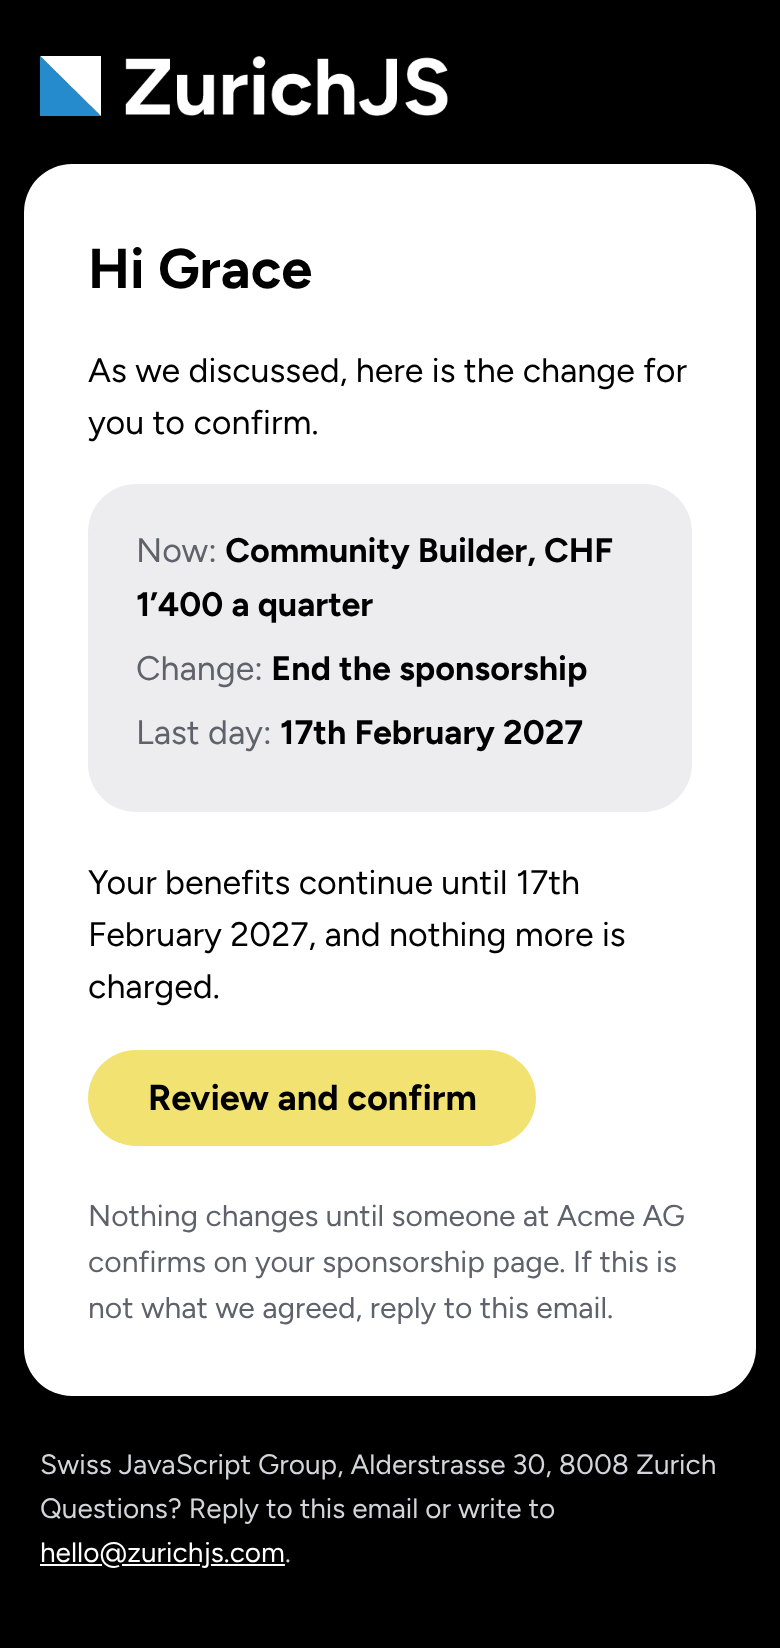 ZurichJS
Hi Grace
As we discussed, here is the change for
you to confirm.
Now: Community Builder, CHF
1’400 a quarter
Change: End the sponsorship
Last day: 17th February 2027
Your benefits continue until 17th
February 2027, and nothing more is
charged.
Review and confirm
Nothing changes until someone at Acme AG
confirms on your sponsorship page. If this is
not what we agreed, reply to this email.
Swiss JavaScript Group, Alderstrasse 30, 8008 Zurich
Questions? Reply to this email or write to
hello@zurichjs.com.